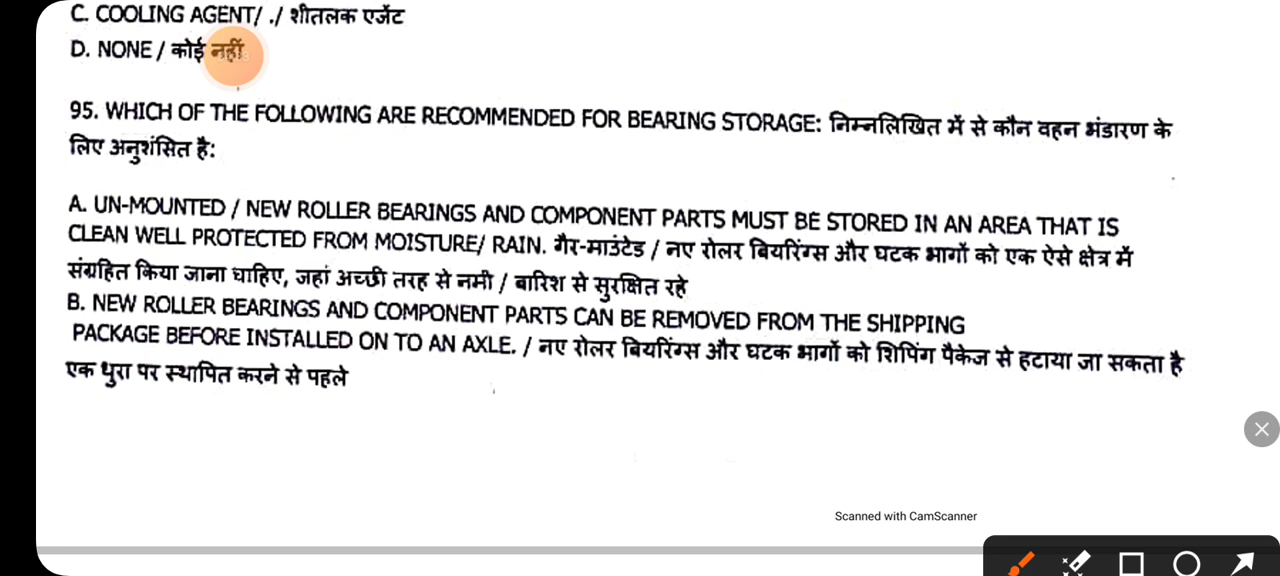 C. COOLING AGENT/ ./ शीतलक एजेंट
D. NONE / कोई नहीं
95. WHICH OF THE FOLLOWING ARE RECOMMENDED FOR BEARING STORAGE: निम्नलिखित में से कौन वहन भंडारण के
लिए अनुशंसित है:
A. UN-MOUNTED / NEW ROLLER BEARINGS AND COMPONENT PARTS MUST BE STORED IN AN AREA THAT IS
CLEAN WELL PROTECTED FROM MOISTURE/ RAIN. गैर-माउंटेड / नए रोलर बियरिंग्स और घटक भागों को एक ऐसे क्षेत्र में
संग्रहित किया जाना चाहिए, जहां अच्छी तरह से नमी / बारिश से सुरक्षित रहे
B. NEW ROLLER BEARINGS AND COMPONENT PARTS CAN BE REMOVED FROM THE SHIPPING
PACKAGE BEFORE INSTALLED ON TO AN AXLE. / नए रोलर बियरिंग्स और घटक भागों को शिपिंग पैकेज से हटाया जा सकता है
एक धुरा पर स्थापित करने से पहले
Scanned with CamScanner